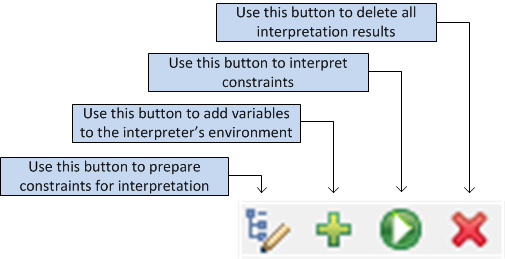 Use this button to delete all
interpretation results
Use this button to interpret
constraints
Use this button to add variables
to the interpreter's environment
Use this button to prepare
constraints for interpretation